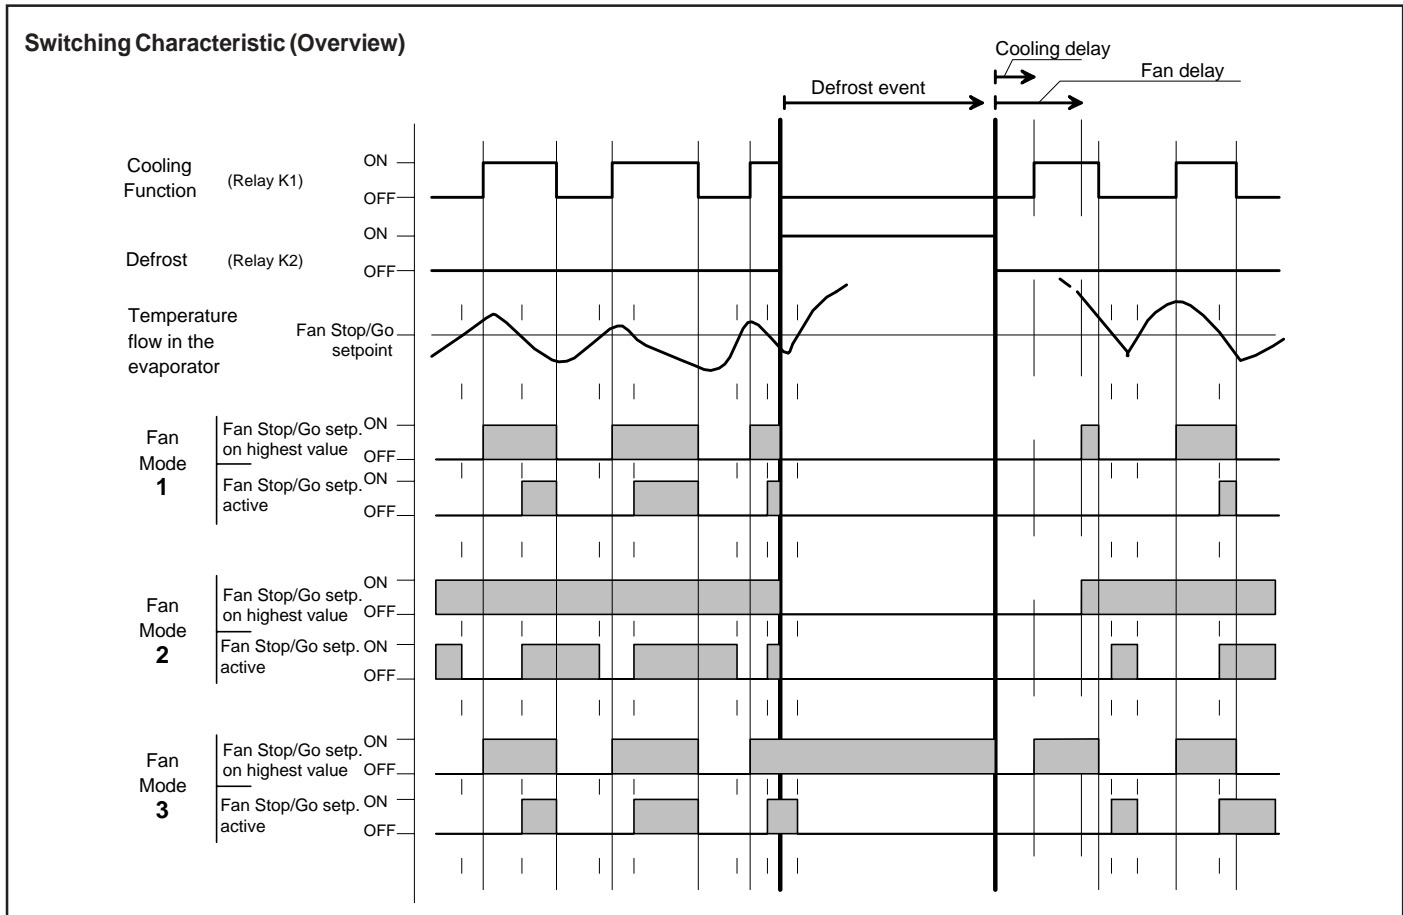 Switching Characteristic (Overview)
Cooling delay
Fan delay
Defrost event
Cooling
Function
(Relay K1)
ON
OFF
Defrost
(Relay K2)
ON
OFF
Temperature
flow in the
evaporator
Fan Stop/Go
setpoint
Fan
Mode
1
Fan Stop/Go setp.
on highest value
ON
OFF
Fan Stop/Go setp.
active
ON
OFF
Fan
Mode
2
Fan Stop/Go setp.
on highest value
ON
OFF
Fan Stop/Go setp.
active
ON
OFF
Fan
Mode
3
Fan Stop/Go setp.
on highest value
ON
OFF
Fan Stop/Go setp.
active
ON
OFF